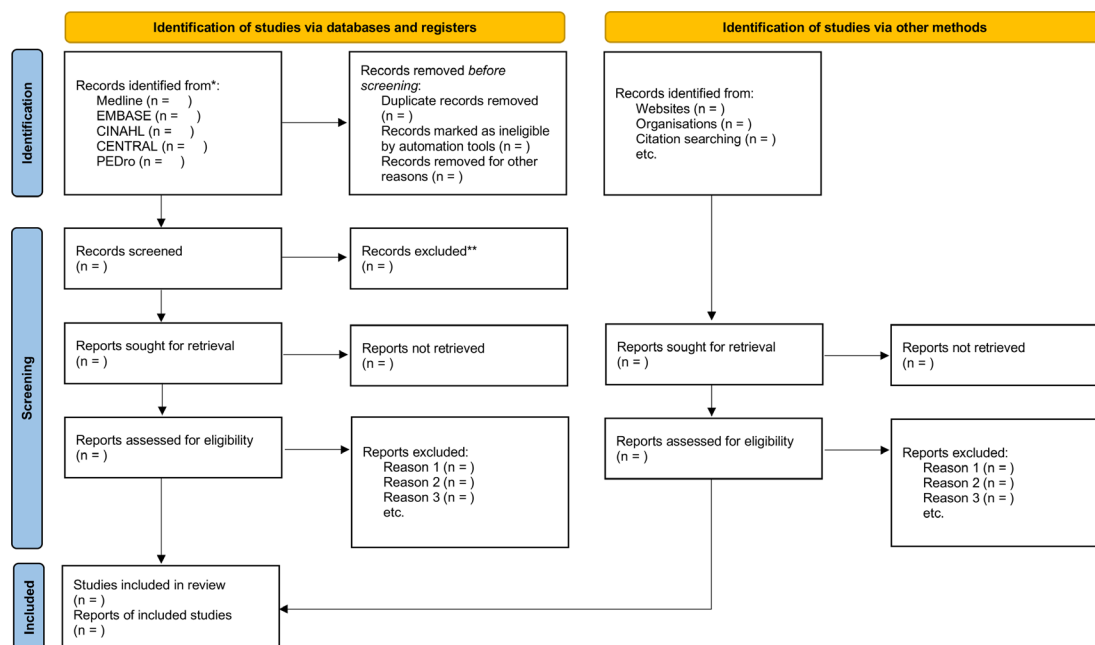 Identification of studies via databases and registers
Identification of studies via other methods
Identification
Records identified from*:
Medline (n =     )
EMBASE (n =     )
CINAHL (n =     )
CENTRAL (n =     )
PEDro (n =     )
Records removed before
screening:
Duplicate records removed
(n = )
Records marked as ineligible
by automation tools (n = )
Records removed for other
reasons (n = )
Records identified from:
Websites (n = )
Organisations (n = )
Citation searching (n = )
etc.
Screening
Records screened
(n = )
Records excluded**
(n = )
Reports sought for retrieval
(n = )
Reports not retrieved
(n = )
Reports sought for retrieval
(n = )
Reports not retrieved
(n = )
Reports assessed for eligibility
(n = )
Reports excluded:
Reason 1 (n = )
Reason 2 (n = )
Reason 3 (n = )
etc.
Reports assessed for eligibility
(n = )
Reports excluded:
Reason 1 (n = )
Reason 2 (n = )
Reason 3 (n = )
etc.
Included
Studies included in review
(n = )
Reports of included studies
(n = )